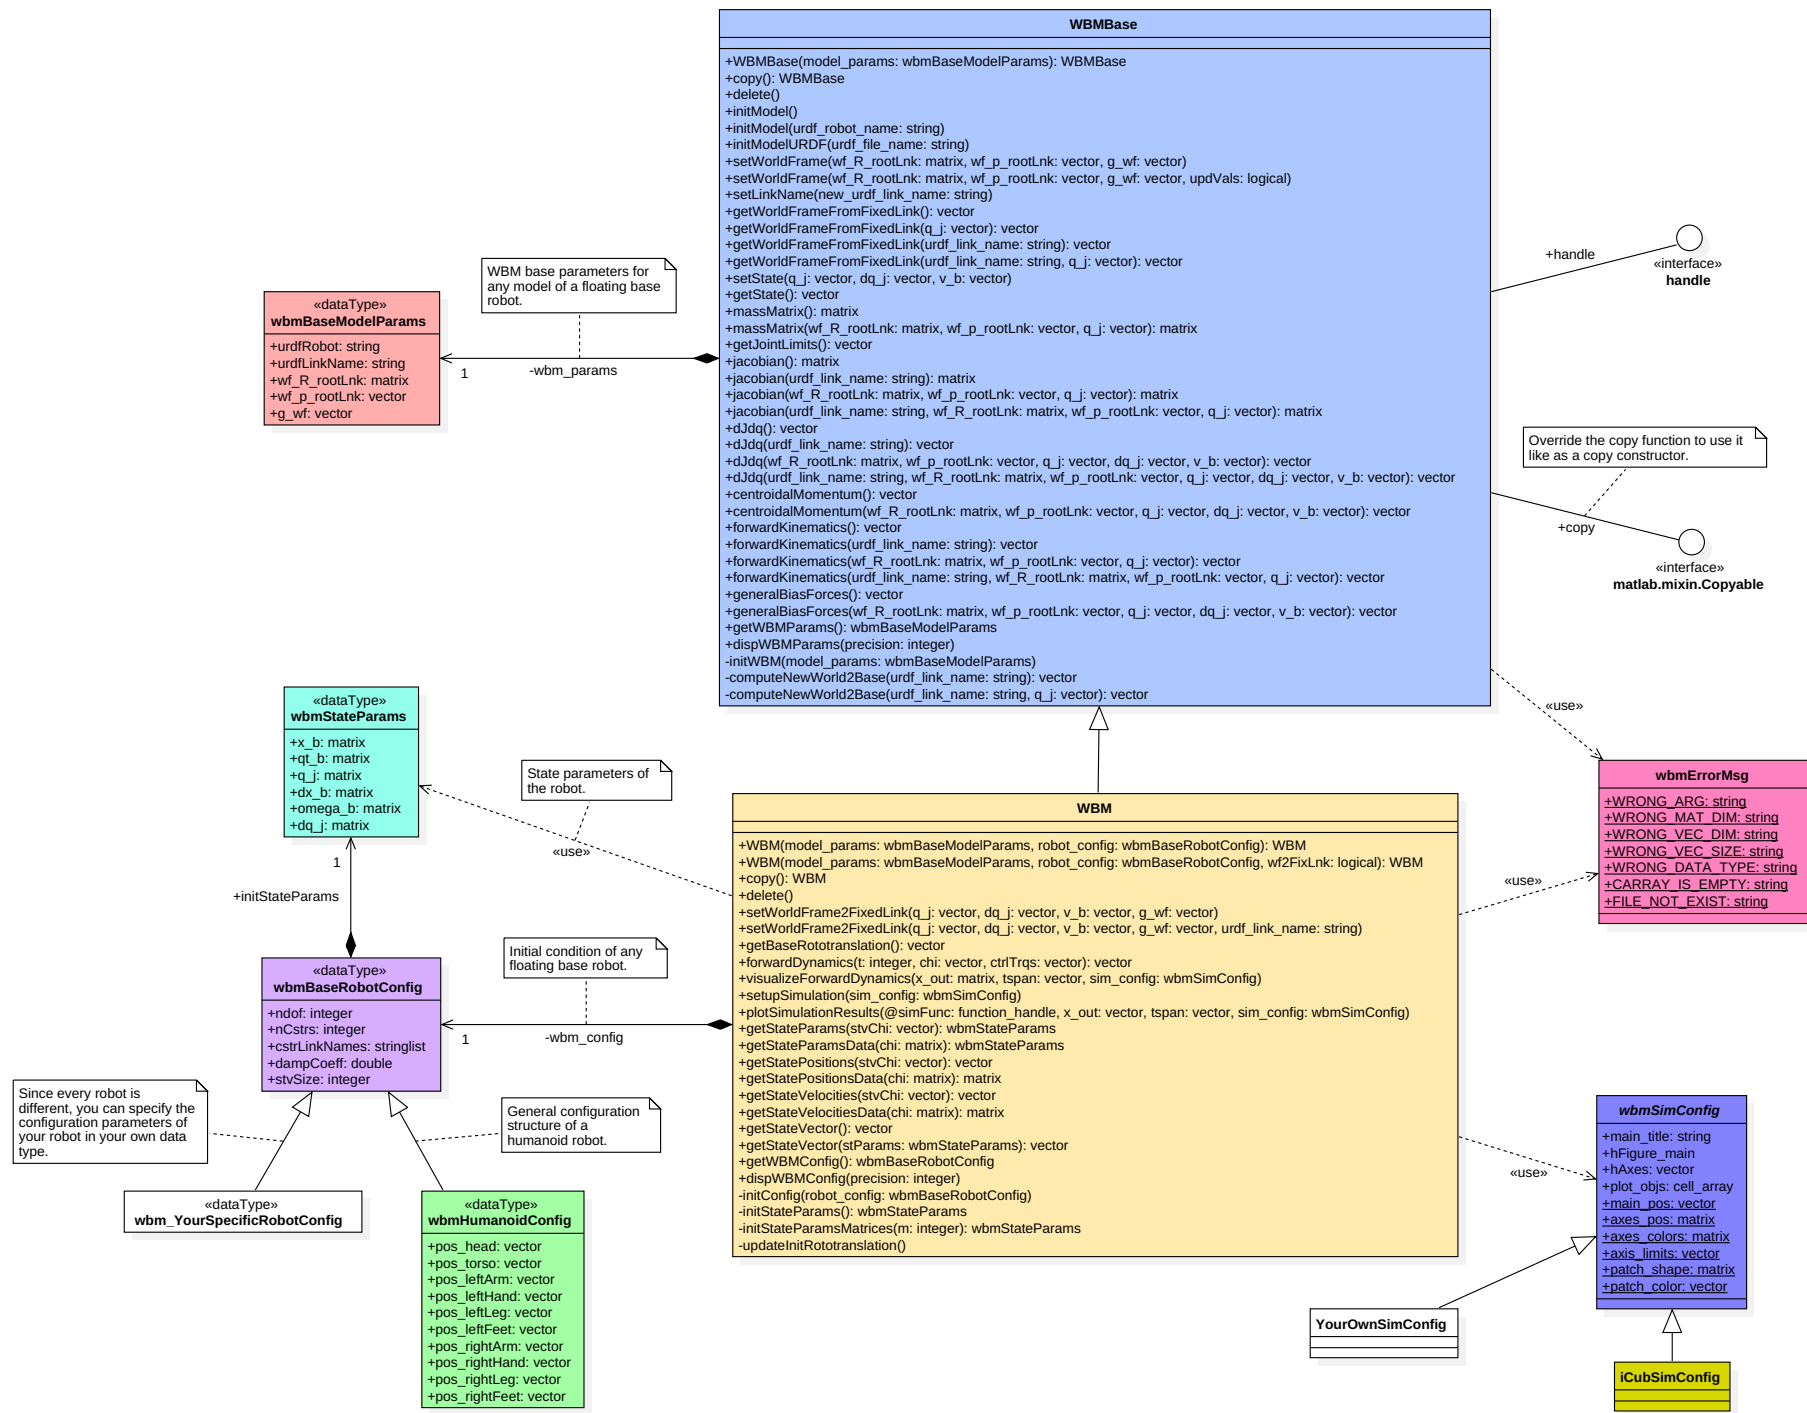 WBMBase
+WBMBase(model_params: wbmBaseModelParams): WBMBase
+copy(): WBMBase
+delete()
+initModel()
+initModel(urdf_robot_name: string)
+initModelURDF(urdf_file_name: string)
+setWorldFrame(wf_R_rootLnk: matrix, wf_p_rootLnk: vector, g_wf: vector)
+setWorldFrame(wf_R_rootLnk: matrix, wf_p_rootLnk: vector, g_wf: vector, updVals: logical)
+setLinkName(new_urdf_link_name: string)
+getWorldFrameFromFixedLink(): vector
+getWorldFrameFromFixedLink(q_j: vector): vector
+getWorldFrameFromFixedLink(urdf_link_name: string): vector
+getWorldFrameFromFixedLink(urdf_link_name: string, q_j: vector): vector
+setState(q_j: vector, dq_j: vector, v_b: vector)
+getState(): vector
+massMatrix(): matrix
+massMatrix(wf_R_rootLnk: matrix, wf_p_rootLnk: vector, q_j: vector): matrix
+getJointLimits(): vector
+jacobian(): matrix
+jacobian(urdf_link_name: string): matrix
+jacobian(wf_R_rootLnk: matrix, wf_p_rootLnk: vector, q_j: vector): matrix
+jacobian(urdf_link_name: string, wf_R_rootLnk: matrix, wf_p_rootLnk: vector, q_j: vector): matrix
+dJdq(): vector
+dJdq(urdf_link_name: string): vector
+dJdq(wf_R_rootLnk: matrix, wf_p_rootLnk: vector, q_j: vector, dq_j: vector, v_b: vector): vector
+dJdq(urdf_link_name: string, wf_R_rootLnk: matrix, wf_p_rootLnk: vector, q_j: vector, dq_j: vector, v_b: vector): vector
+centroidalMomentum(): vector
+centroidalMomentum(wf_R_rootLnk: matrix, wf_p_rootLnk: vector, q_j: vector, dq_j: vector, v_b: vector): vector
+forwardKinematics(): vector
+forwardKinematics(urdf_link_name: string): vector
+forwardKinematics(wf_R_rootLnk: matrix, wf_p_rootLnk: vector, q_j: vector): vector
+forwardKinematics(urdf_link_name: string, wf_R_rootLnk: matrix, wf_p_rootLnk: vector, q_j: vector): vector
+generalBiasForces(): vector
+generalBiasForces(wf_R_rootLnk: matrix, wf_p_rootLnk: vector, q_j: vector, dq_j: vector, v_b: vector): vector
+getWBMParams(): wbmBaseModelParams
+dispWBMParams(precision: integer)
-initWBM(model_params: wbmBaseModelParams)
-computeNewWorld2Base(urdf_link_name: string): vector
-computeNewWorld2Base(urdf_link_name: string, q_j: vector): vector
+handle
«interface»
handle
WBM base parameters for
any model of a floating base
robot.
«dataType»
wbmBaseModelParams
+urdfRobot: string
+urdfLinkName: string
+wf_R_rootLnk: matrix
+wf_p_rootLnk: vector
+g_wf: vector
1
-wbm_params
Override the copy function to use it
like as a copy constructor.
+copy
«interface»
matlab.mixin.Copyable
«dataType»
wbmStateParams
+x_b: matrix
+qt_b: matrix
+q_j: matrix
+dx_b: matrix
+omega_b: matrix
+dq_j: matrix
State parameters of
the robot.
«use»
«use»
wbmErrorMsg
+WRONG_ARG: string
+WRONG_MAT_DIM: string
+WRONG_VEC_DIM: string
+WRONG_VEC_SIZE: string
+WRONG_DATA_TYPE: string
+CARRAY_IS_EMPTY: string
+FILE_NOT_EXIST: string
«use»
WBM
+WBM(model_params: wbmBaseModelParams, robot_config: wbmBaseRobotConfig): WBM
+WBM(model_params: wbmBaseModelParams, robot_config: wbmBaseRobotConfig, wf2FixLnk: logical): WBM
+copy(): WBM
+delete()
+setWorldFrame2FixedLink(q_j: vector, dq_j: vector, v_b: vector, g_wf: vector)
+setWorldFrame2FixedLink(q_j: vector, dq_j: vector, v_b: vector, g_wf: vector, urdf_link_name: string)
+getBaseRototranslation(): vector
+forwardDynamics(t: integer, chi: vector, ctrlTrqs: vector): vector
+visualizeForwardDynamics(x_out: matrix, tspan: vector, sim_config: wbmSimConfig)
+setupSimulation(sim_config: wbmSimConfig)
+plotSimulationResults(@simFunc: function_handle, x_out: vector, tspan: vector, sim_config: wbmSimConfig)
+getStateParams(stvChi: vector): wbmStateParams
+getStateParamsData(chi: matrix): wbmStateParams
+getStatePositions(stvChi: vector): vector
+getStatePositionsData(chi: matrix): matrix
+getStateVelocities(stvChi: vector): vector
+getStateVelocitiesData(chi: matrix): matrix
+getStateVector(): vector
+getStateVector(stParams: wbmStateParams): vector
+getWBMConfig(): wbmBaseRobotConfig
+dispWBMConfig(precision: integer)
-initConfig(robot_config: wbmBaseRobotConfig)
-initStateParams(): wbmStateParams
-initStateParamsMatrices(m: integer): wbmStateParams
-updateInitRototranslation()
1
+initStateParams
Initial condition of any
floating base robot.
«dataType»
wbmBaseRobotConfig
+ndof: integer
+nCstrs: integer
+cstrLinkNames: stringlist
+dampCoeff: double
+stvSize: integer
1
-wbm_config
Since every robot is
different, you can specify the
configuration parameters of
your robot in your own data
type.
General configuration
structure of a
humanoid robot.
«dataType»
wbm_YourSpecificRobotConfig
«dataType»
wbmHumanoidConfig
+pos_head: vector
+pos_torso: vector
+pos_leftArm: vector
+pos_leftHand: vector
+pos_leftLeg: vector
+pos_leftFeet: vector
+pos_rightArm: vector
+pos_rightHand: vector
+pos_rightLeg: vector
+pos_rightFeet: vector
«use»
wbmSimConfig
+main_title: string
+hFigure_main
+hAxes: vector
+plot_objs: cell_array
+main_pos: vector
+axes_pos: matrix
+axes_colors: matrix
+axis_limits: vector
+patch_shape: matrix
+patch_color: vector
YourOwnSimConfig
iCubSimConfig